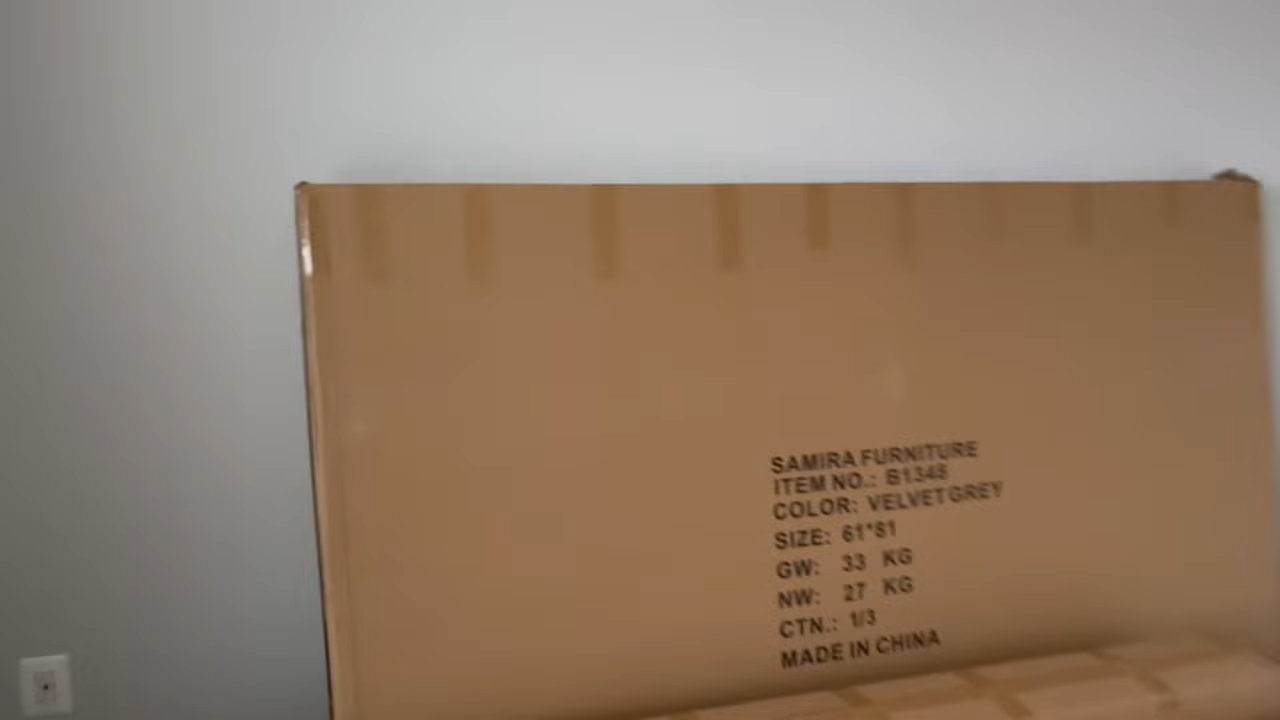 SAMIRA FURNITURE
ITEM NO.: B1348
COLOR: VELVET GREY
SIZE: 61*81
GW: 33 KG
NW: 27 KG
CTN.: 1/3
MADE IN CHINA